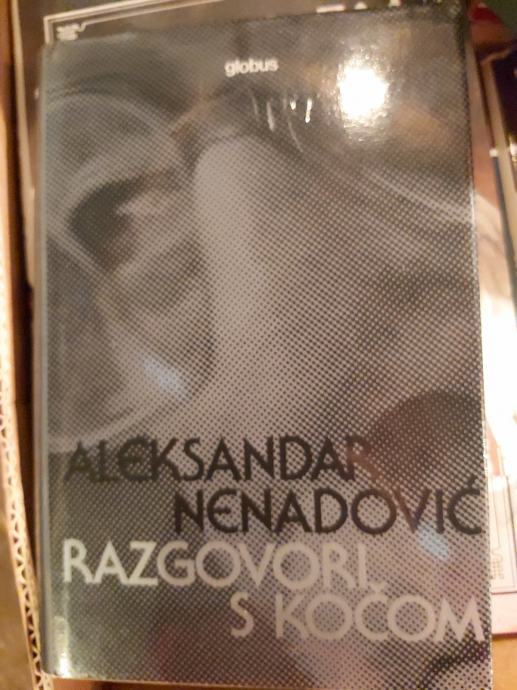 globus
ALEKSANDAR
NENADOVIĆ
RAZGOVORI
S KOČOM